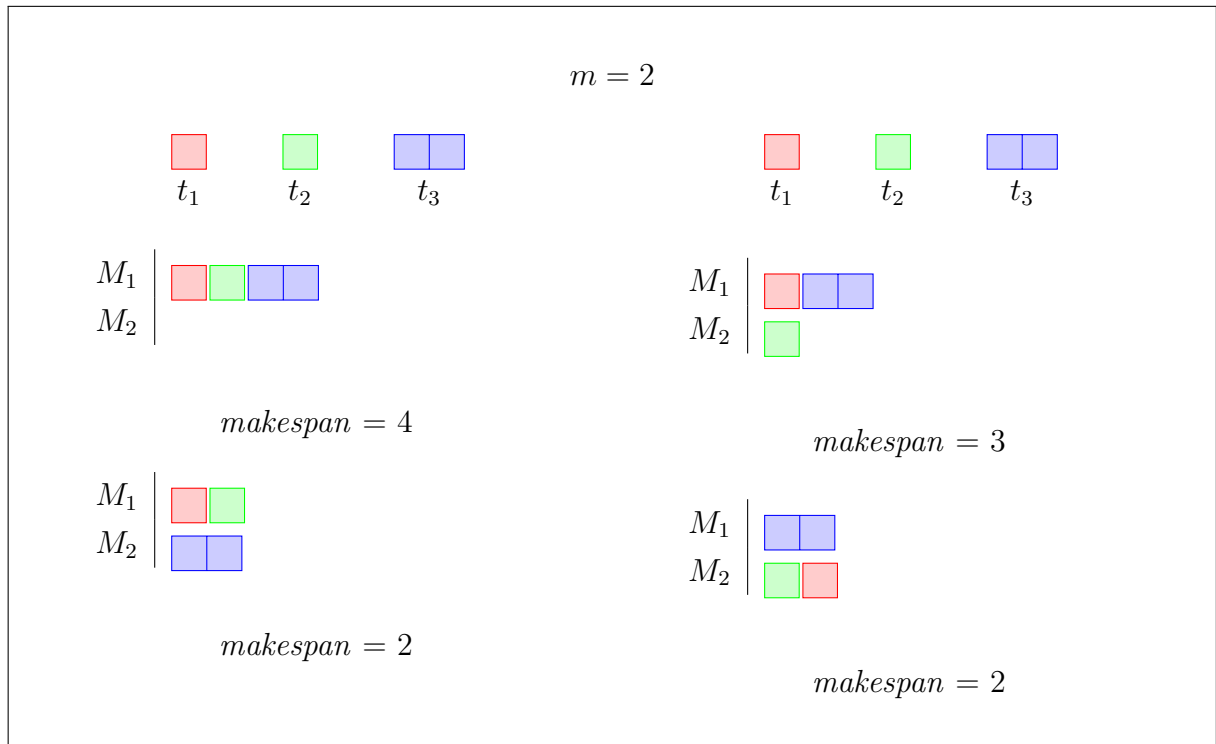 m = 2
t₁ t₂ t₃
M₁
M₂
makespan = 4
M₁
M₂
makespan = 2
t₁ t₂ t₃
M₁
M₂
makespan = 3
M₁
M₂
makespan = 2